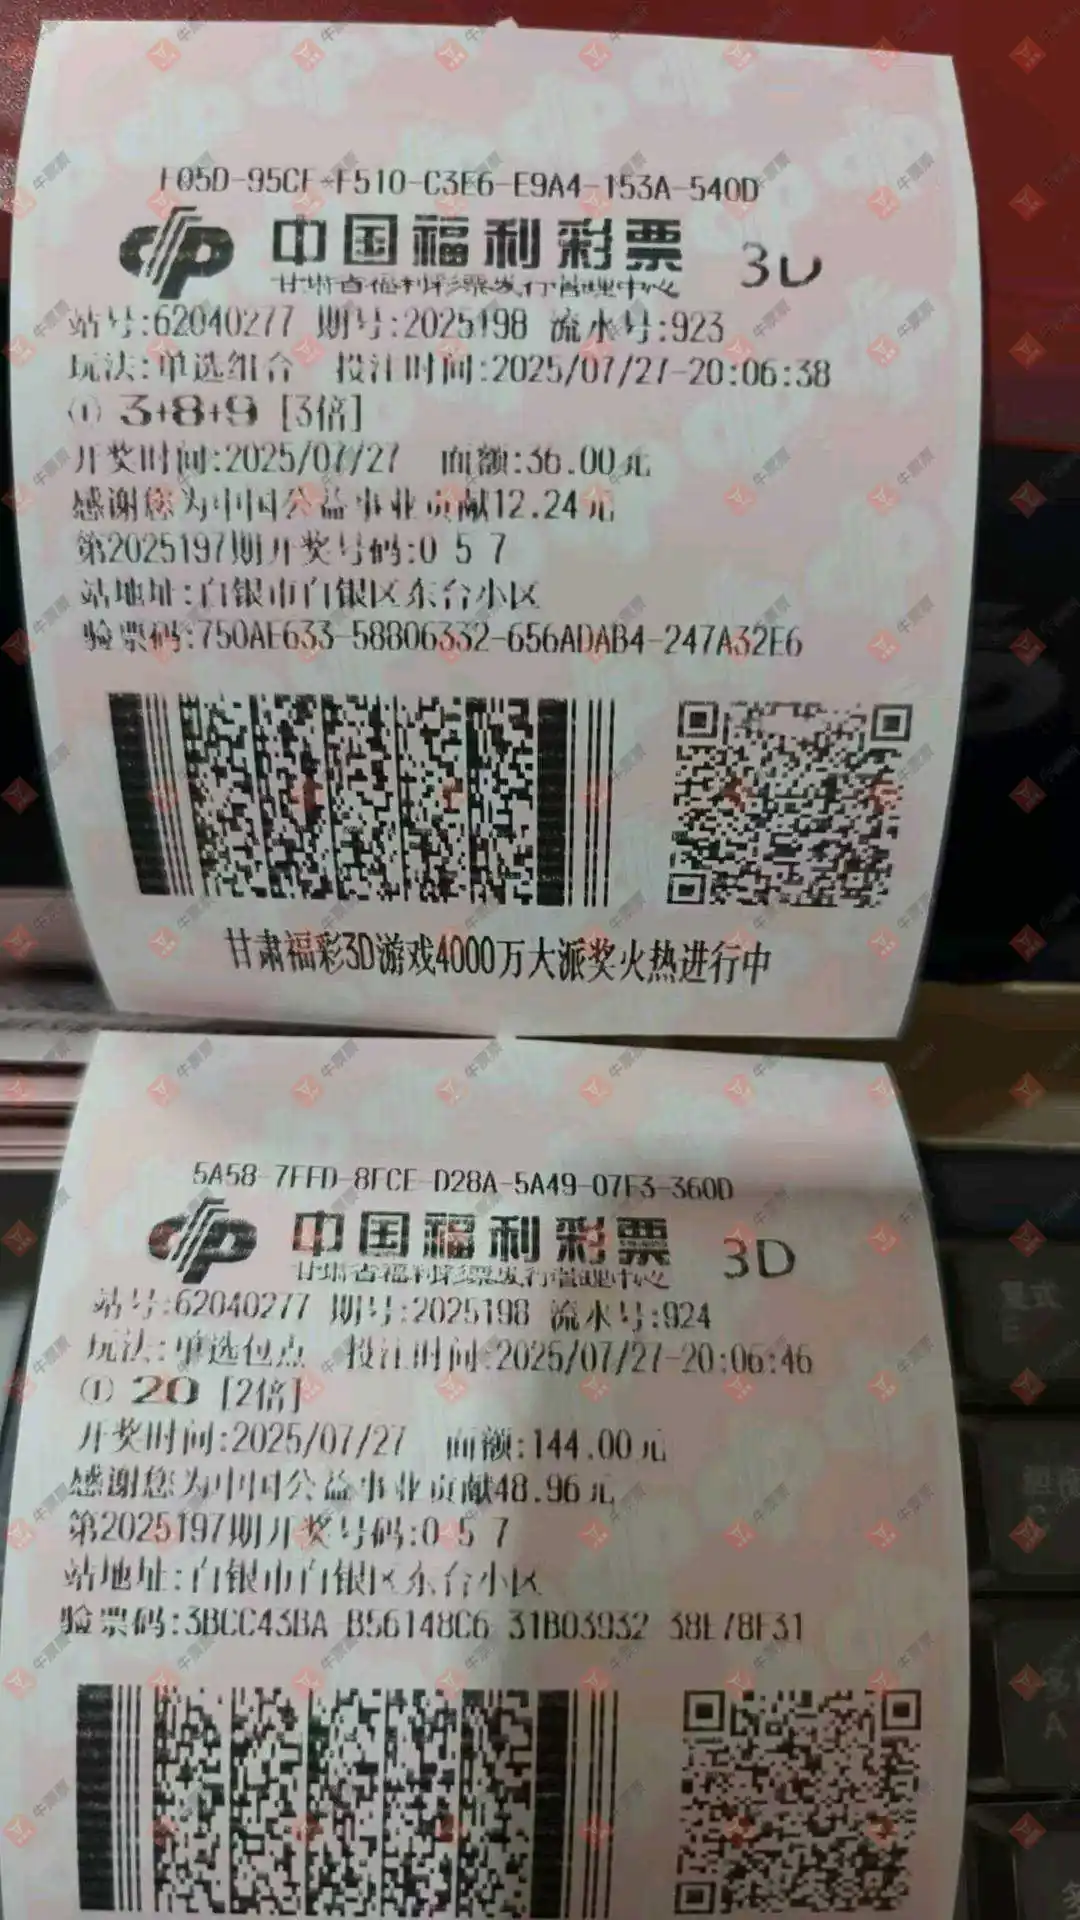 F05D-95CF-F510-C3E6-E9A4-153A-540D
中国福利彩票 3D
甘肃省福利彩票发行管理中心
站号:62040277 期号:2025198 流水号:923
玩法:单选组合 投注时间:2025/07/27-20:06:38
① 3+8+9 [3倍]
开奖时间:2025/07/27 面额:36.00元
感谢您为中国公益事业贡献12.24元
第2025197期开奖号码:0 5 7
站地址:白银市白银区东台小区
验票码:750AE633-58806332-656ADAB4-247A32E6
甘肃福彩3D游戏4000万大派奖火热进行中
5A58-7FFD-8FCE-D28A-5A49-07F3-360D
中国福利彩票 3D
甘肃省福利彩票发行管理中心
站号:62040277 期号:2025198 流水号:924
玩法:单选包点 投注时间:2025/07/27-20:06:46
① 20 [2倍]
开奖时间:2025/07/27 面额:144.00元
感谢您为中国公益事业贡献48.96元
第2025197期开奖号码:0 5 7
站地址:白银市白银区东台小区
验票码:3BCC43BA-B56148C6-31B03932-38E78F31
复式
E
A
牛票票